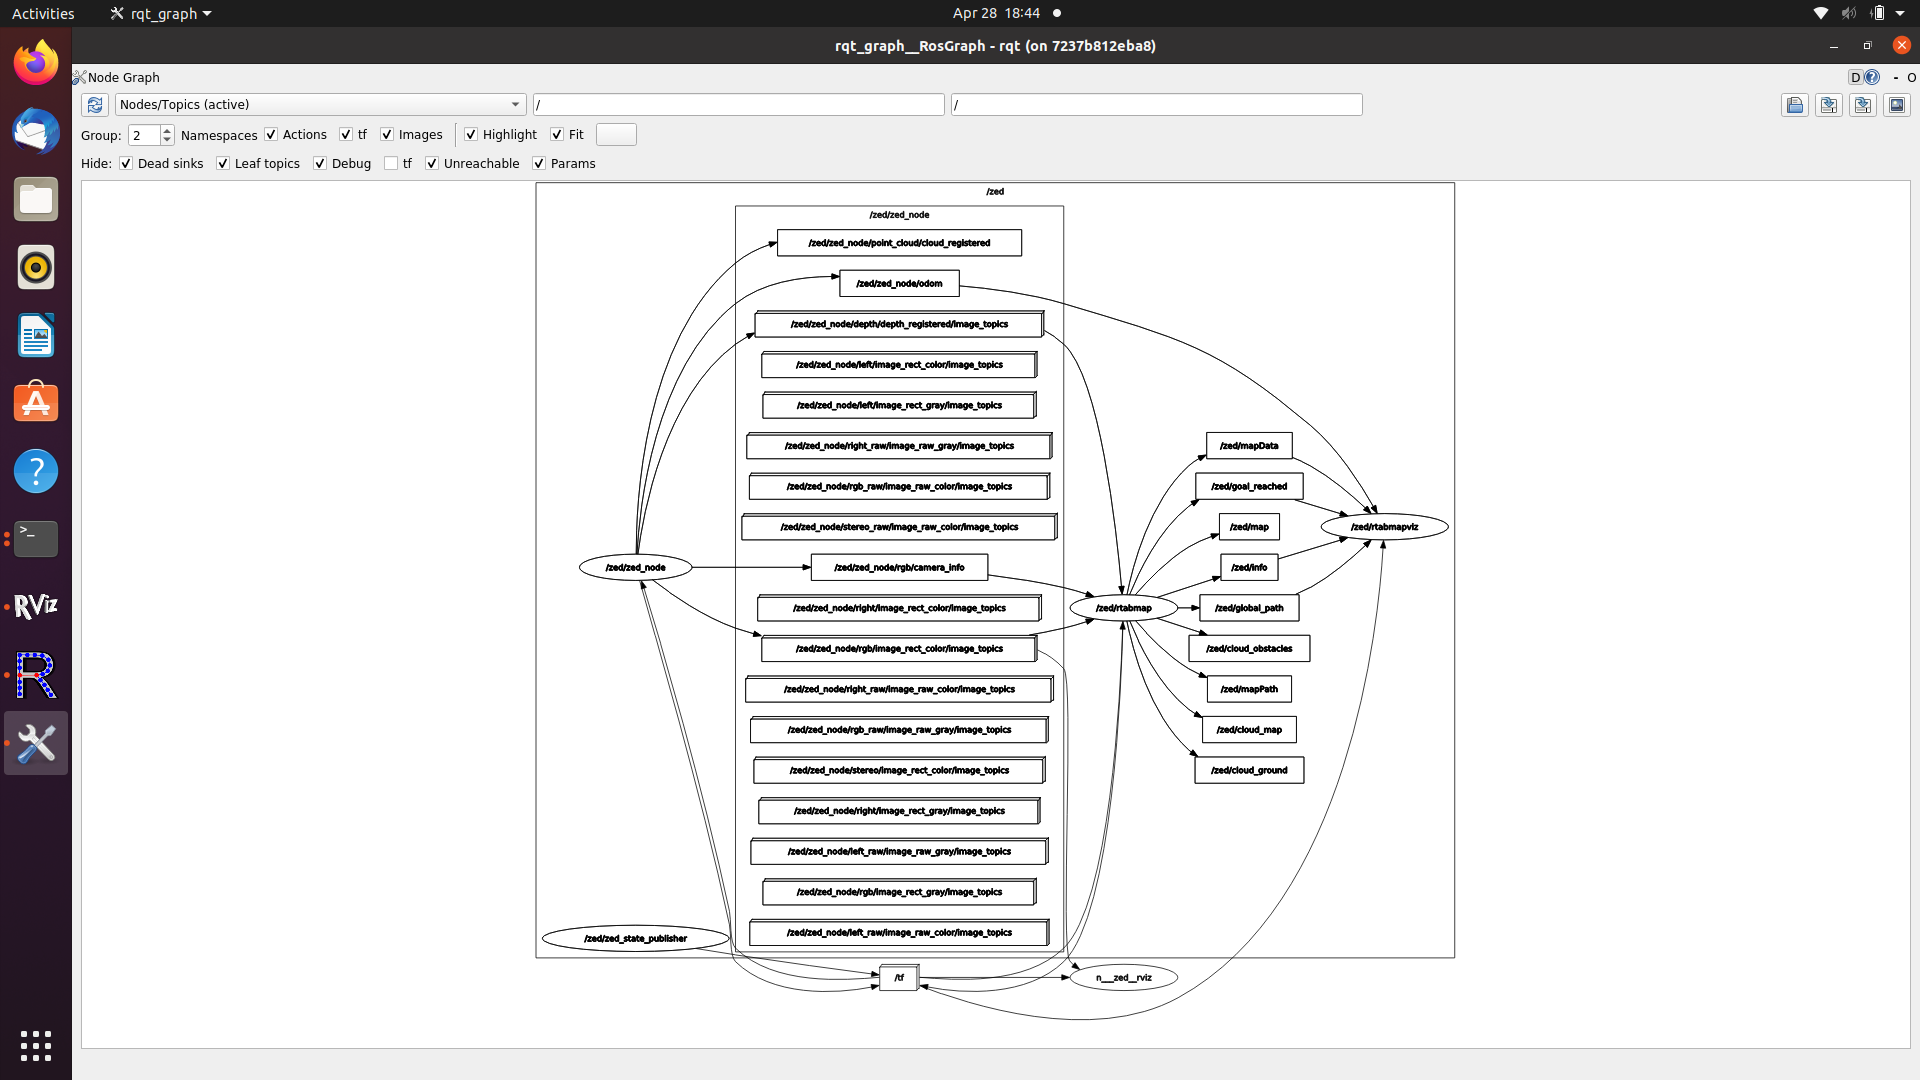 Activities
rqt_graph
Apr 28 18:44
rqt_graph__RosGraph - rqt (on 7237b812eba8)
Node Graph
D
?
-
O
Nodes/Topics (active)
/
/
Group:
2
Namespaces
Actions
tf
Images
Highlight
Fit
Hide:
Dead sinks
Leaf topics
Debug
tf
Unreachable
Params
/zed
/zed/zed_node
/zed/zed_node/point_cloud/cloud_registered
/zed/zed_node/odom
/zed/zed_node/depth/depth_registered/image_topics
/zed/zed_node/left/image_rect_color/image_topics
/zed/zed_node/left/image_rect_gray/image_topics
/zed/zed_node/right_raw/image_raw_gray/image_topics
/zed/zed_node/rgb_raw/image_raw_color/image_topics
/zed/zed_node/stereo_raw/image_raw_color/image_topics
/zed/zed_node
/zed/zed_node/rgb/camera_info
/zed/zed_node/right/image_rect_color/image_topics
/zed/zed_node/rgb/image_rect_color/image_topics
/zed/zed_node/right_raw/image_raw_color/image_topics
/zed/zed_node/rgb_raw/image_raw_gray/image_topics
/zed/zed_node/stereo/image_rect_color/image_topics
/zed/zed_node/right/image_rect_gray/image_topics
/zed/zed_node/left_raw/image_raw_gray/image_topics
/zed/zed_node/rgb/image_rect_gray/image_topics
/zed/zed_node/left_raw/image_raw_color/image_topics
/zed/rtabmap
/zed/mapData
/zed/goal_reached
/zed/map
/zed/info
/zed/global_path
/zed/cloud_obstacles
/zed/mapPath
/zed/cloud_map
/zed/cloud_ground
/zed/rtabmapviz
/zed/zed_state_publisher
/tf
n___zed__rviz
?
>_
RViz
R